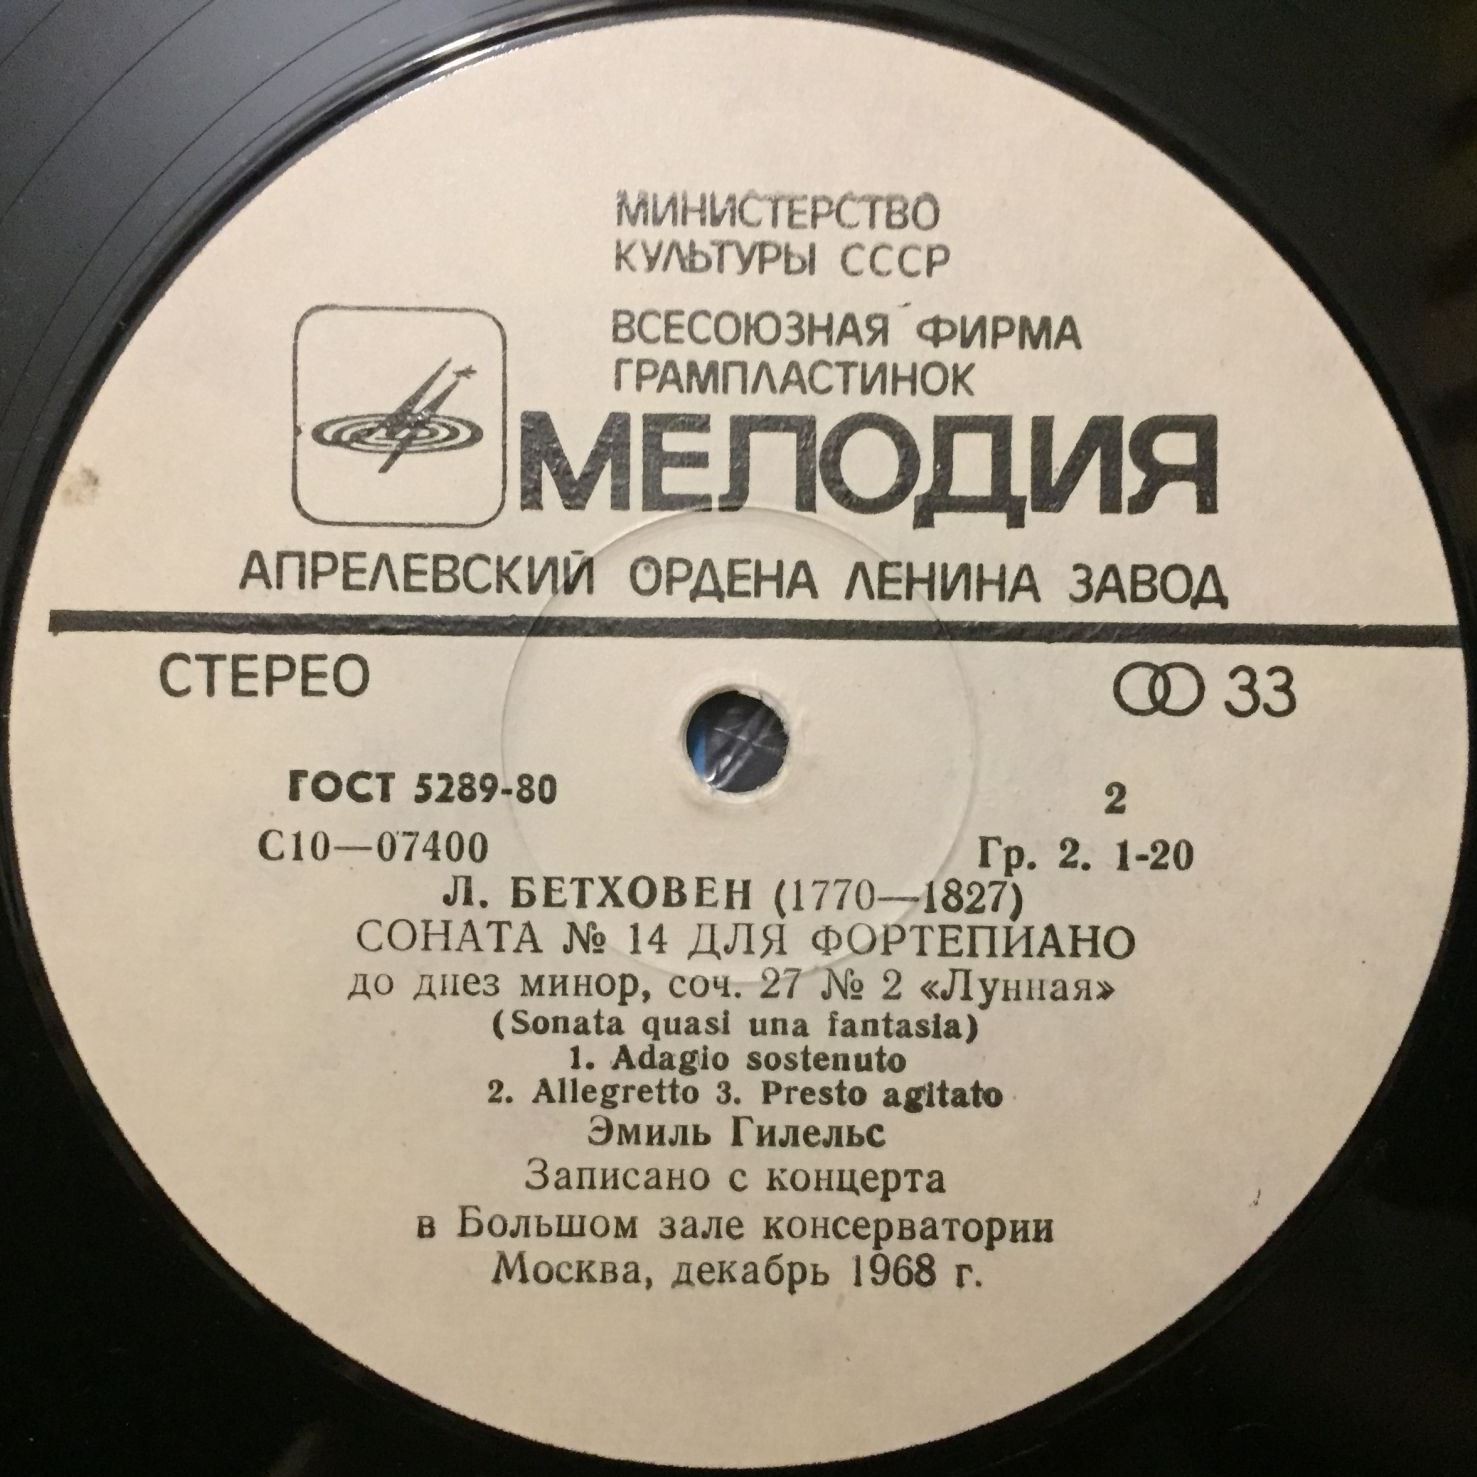 МИНИСТЕРСТВО
КУЛЬТУРЫ СССР
ВСЕСОЮЗНАЯ ФИРМА
ГРАМПЛАСТИНОК
МЕЛОДИЯ
АПРЕЛЕВСКИЙ ОРДЕНА ЛЕНИНА ЗАВОД
СТЕРЕО 33
ГОСТ 5289-80 2
С10—07400 Гр. 2. 1-20
Л. БЕТХОВЕН (1770—1827)
СОНАТА № 14 ДЛЯ ФОРТЕПИАНО
до диез минор, соч. 27 № 2 «Лунная»
(Sonata quasi una fantasia)
1. Adagio sostenuto
2. Allegretto 3. Presto agitato
Эмиль Гилельс
Записано с концерта
в Большом зале консерватории
Москва, декабрь 1968 г.